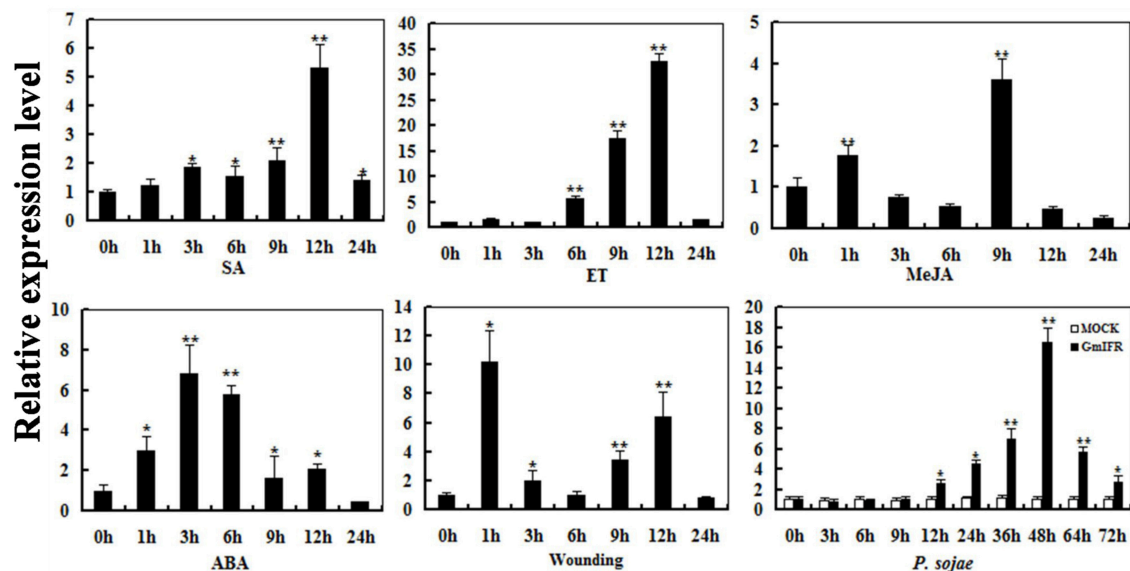 Relative expression level
7
6
5
4
3
2
1
0
* * ** ** *
0h 1h 3h 6h 9h 12h 24h
SA
40
35
30
25
20
15
10
5
0
** ** **
0h 1h 3h 6h 9h 12h 24h
ET
5
4
3
2
1
0
** **
0h 1h 3h 6h 9h 12h 24h
MeJA
10
8
6
4
2
0
* ** ** * *
0h 1h 3h 6h 9h 12h 24h
ABA
14
12
10
8
6
4
2
0
* * ** **
0h 1h 3h 6h 9h 12h 24h
Wounding
20
18
16
14
12
10
8
6
4
2
0
MOCK
GmIFR
* * ** ** ** *
0h 3h 6h 9h 12h 24h 36h 48h 64h 72h
P. sojae